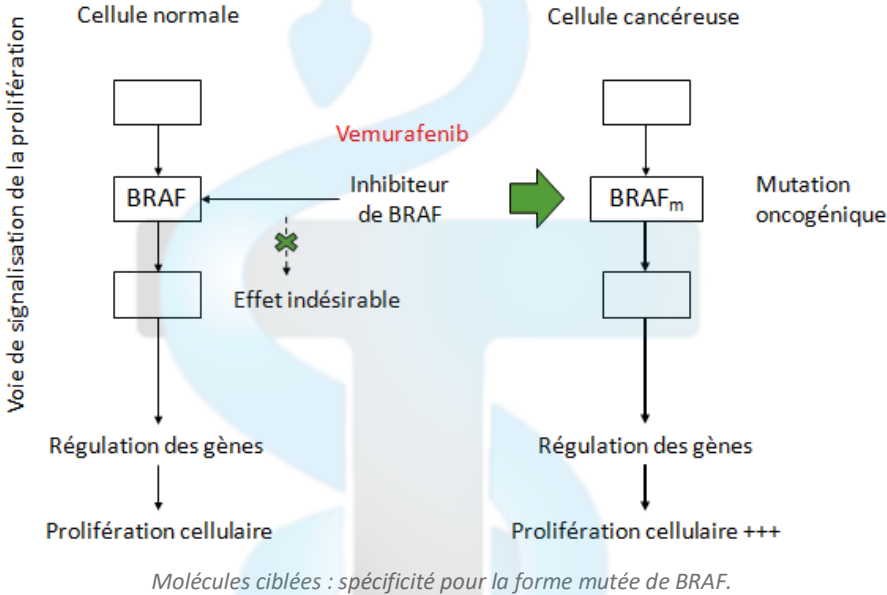 Cellule normale
Cellule cancéreuse
Voie de signalisation de la prolifération
Vemurafenib
BRAF
Inhibiteur
de BRAF
BRAFm
Mutation
oncogénique
Effet indésirable
Régulation des gènes
Régulation des gènes
Prolifération cellulaire
Prolifération cellulaire +++
Molécules ciblées : spécificité pour la forme mutée de BRAF.